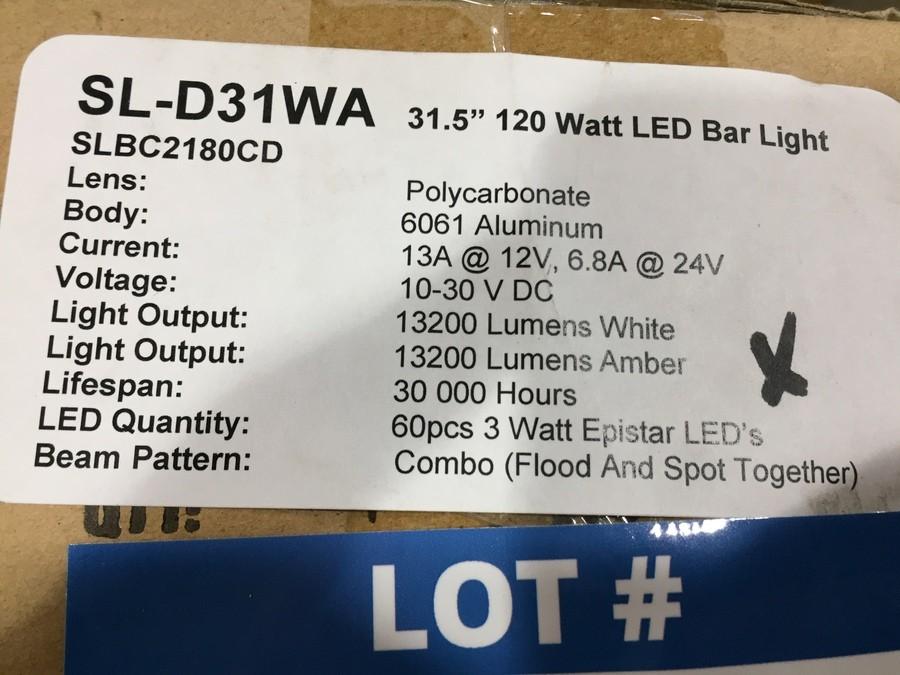 SL-D31WA 31.5” 120 Watt LED Bar Light
SLBC2180CD
Lens: Polycarbonate
Body: 6061 Aluminum
Current: 13A @ 12V, 6.8A @ 24V
Voltage: 10-30 V DC
Light Output: 13200 Lumens White
Light Output: 13200 Lumens Amber
Lifespan: 30 000 Hours
LED Quantity: 60pcs 3 Watt Epistar LED's
Beam Pattern: Combo (Flood And Spot Together)
LOT #